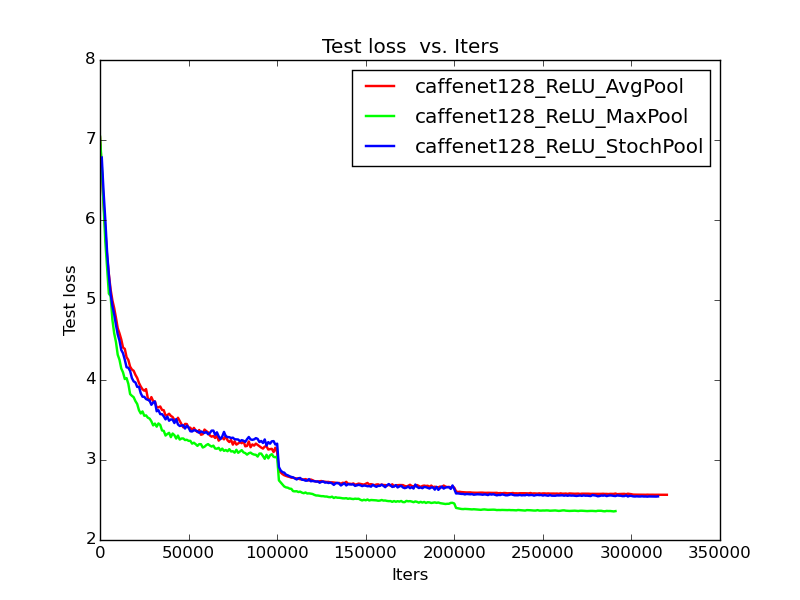 Test loss  vs. Iters
caffenet128_ReLU_AvgPool
caffenet128_ReLU_MaxPool
caffenet128_ReLU_StochPool
8
7
6
5
4
3
2
Test loss
0 50000 100000 150000 200000 250000 300000 350000
Iters